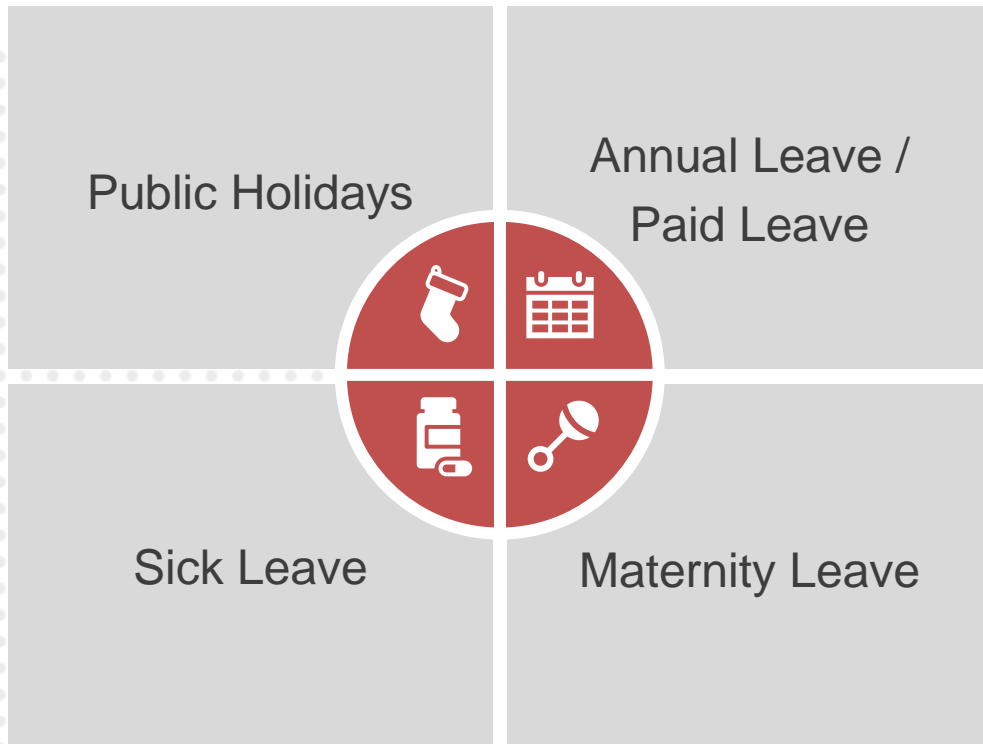 Public Holidays
Annual Leave /
Paid Leave
Sick Leave
Maternity Leave